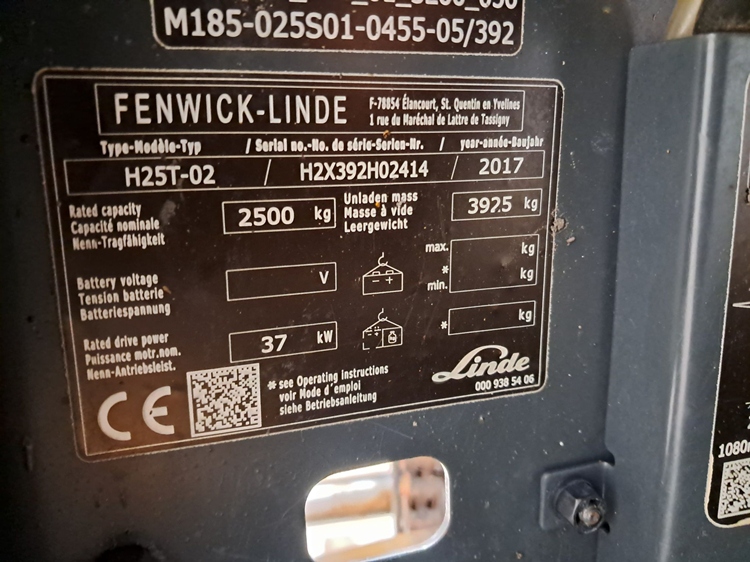 M185-025S01-0455-05/392
FENWICK-LINDE
F-78854 Élancourt, St. Quentin en Yvelines
1 rue du Maréchal de Lattre de Tassigny
Type-Modèle-Typ / Serial no.-No. de série-Serien-Nr. / year-année-Baujahr
H25T-02 / H2X392H02414 / 2017
Rated capacity
Capacité nominale
Nenn-Tragfähigkeit
2500 kg
Unladen mass
Masse à vide
Leergewicht
3925 kg
Battery voltage
Tension batterie
Batteriespannung
V
max. kg
* kg
min.
* kg
Rated drive power
Puissance motr.nom.
Nenn-Antriebsleist.
37 kW
CE
* see Operating instructions
voir Mode d'emploi
siehe Betriebsanleitung
Linde
000 938 54 06